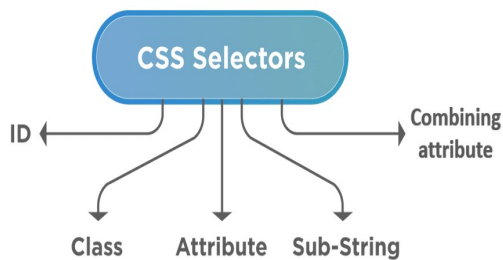 CSS Selectors
ID
Combining
attribute
Class
Attribute
Sub-String